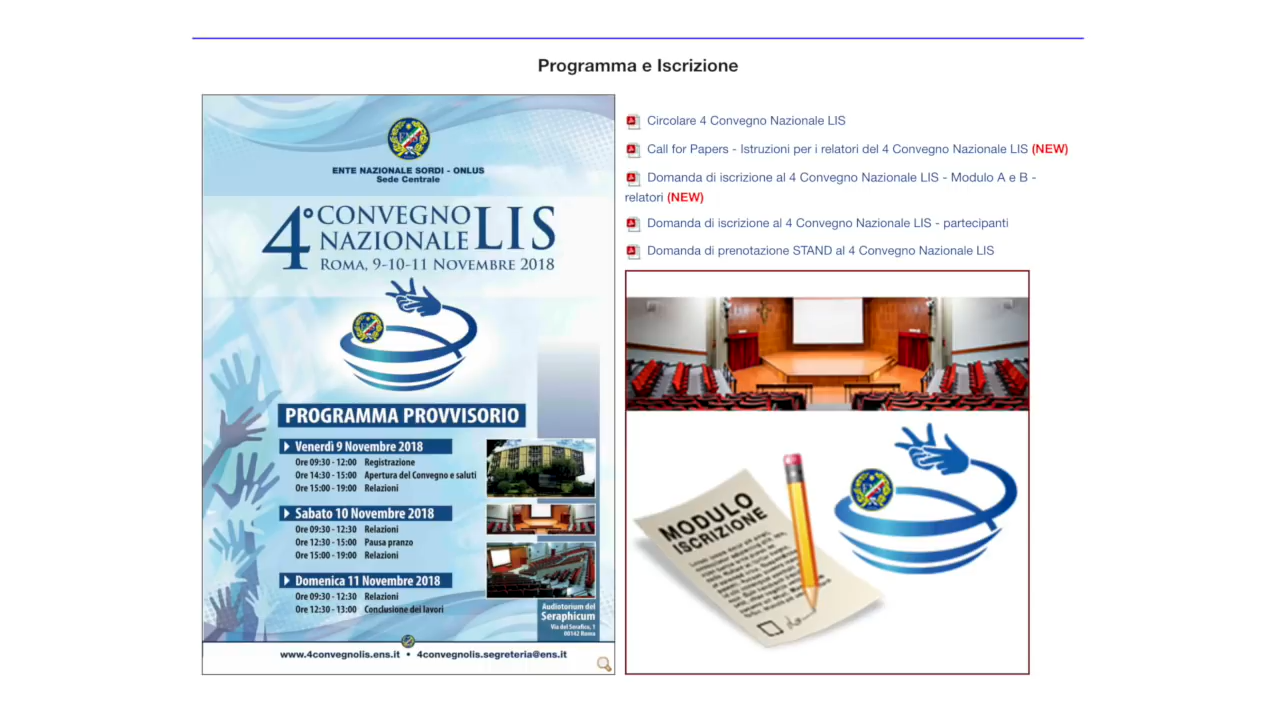 Programma e Iscrizione
ENS
ENTE NAZIONALE SORDI - ONLUS
Sede Centrale
4° CONVEGNO NAZIONALE LIS
ROMA, 9-10-11 NOVEMBRE 2018
PROGRAMMA PROVVISORIO
Venerdì 9 Novembre 2018
Ore 09:30 - 12:00 Registrazione
Ore 14:30 - 15:00 Apertura del Convegno e saluti
Ore 15:00 - 19:00 Relazioni
Sabato 10 Novembre 2018
Ore 09:30 - 12:30 Relazioni
Ore 12:30 - 15:00 Pausa pranzo
Ore 15:00 - 19:00 Relazioni
Domenica 11 Novembre 2018
Ore 09:30 - 12:30 Relazioni
Ore 12:30 - 13:00 Conclusione dei lavori
Audiotorium del
Seraphicum
Via del Serafico, 1
00142 Roma
www.4convegnolis.ens.it • 4convegnolis.segreteria@ens.it
Circolare 4 Convegno Nazionale LIS
Call for Papers - Istruzioni per i relatori del 4 Convegno Nazionale LIS (NEW)
Domanda di iscrizione al 4 Convegno Nazionale LIS - Modulo A e B -
relatori (NEW)
Domanda di iscrizione al 4 Convegno Nazionale LIS - partecipanti
Domanda di prenotazione STAND al 4 Convegno Nazionale LIS
MODULO
ISCRIZIONE